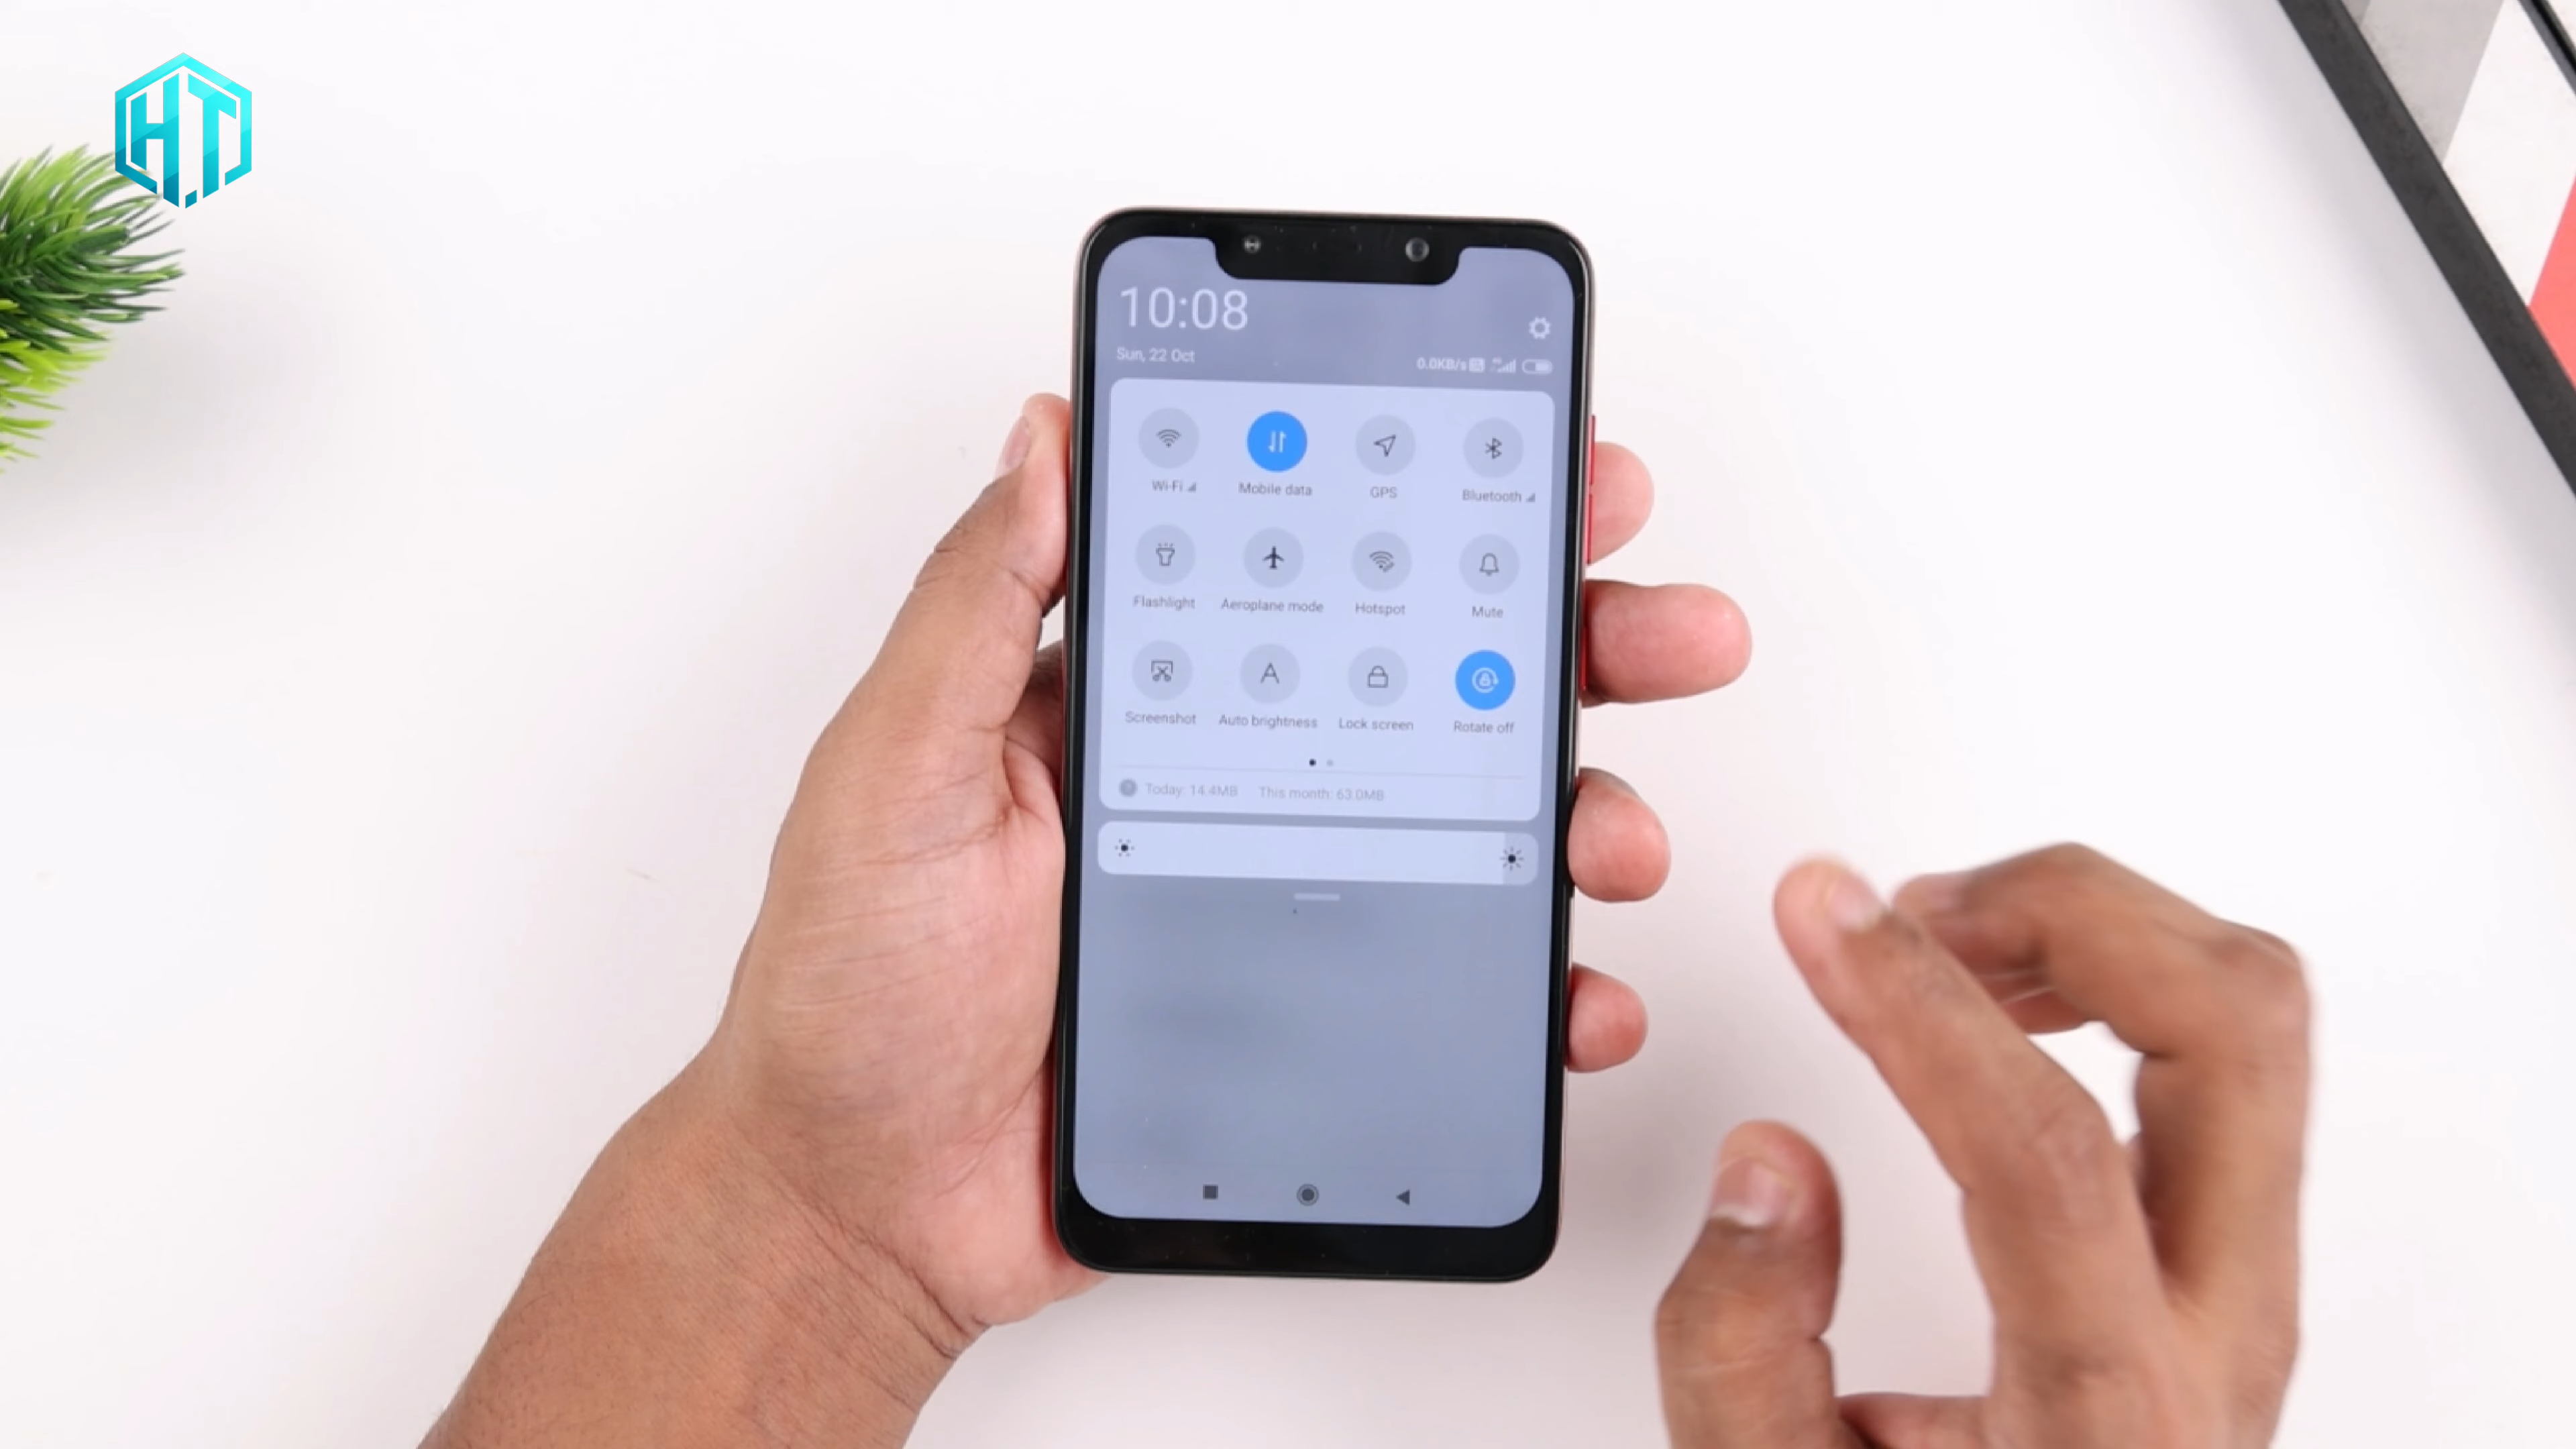 H.T.
10:08
Sun, 22 Oct
0.0KB/s
Wi-Fi Mobile data GPS Bluetooth
Flashlight Aeroplane mode Hotspot Mute
A
Screenshot Auto brightness Lock screen Rotate off
Today: 14.4MB This month: 63.0MB